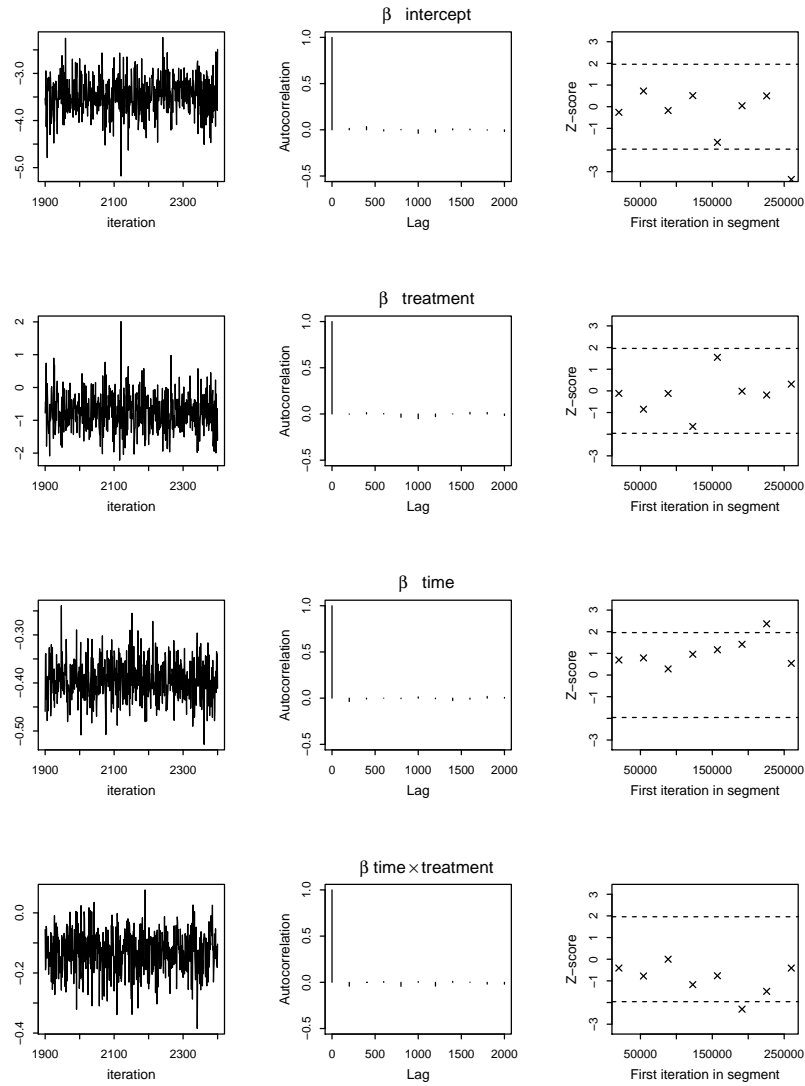 β intercept
−5.0 −4.0 −3.0
1900 2100 2300
iteration
Autocorrelation
−0.5 0.0 0.5 1.0
0 500 1000 1500 2000
Lag
Z−score
−3 −1 0 1 2 3
50000 150000 250000
First iteration in segment
β treatment
−2 −1 0 1 2
1900 2100 2300
iteration
Autocorrelation
−0.5 0.0 0.5 1.0
0 500 1000 1500 2000
Lag
Z−score
−3 −1 0 1 2 3
50000 150000 250000
First iteration in segment
β time
−0.50 −0.40 −0.30
1900 2100 2300
iteration
Autocorrelation
−0.5 0.0 0.5 1.0
0 500 1000 1500 2000
Lag
Z−score
−3 −1 0 1 2 3
50000 150000 250000
First iteration in segment
β time×treatment
−0.4 −0.2 0.0
1900 2100 2300
iteration
Autocorrelation
−0.5 0.0 0.5 1.0
0 500 1000 1500 2000
Lag
Z−score
−3 −1 0 1 2 3
50000 150000 250000
First iteration in segment